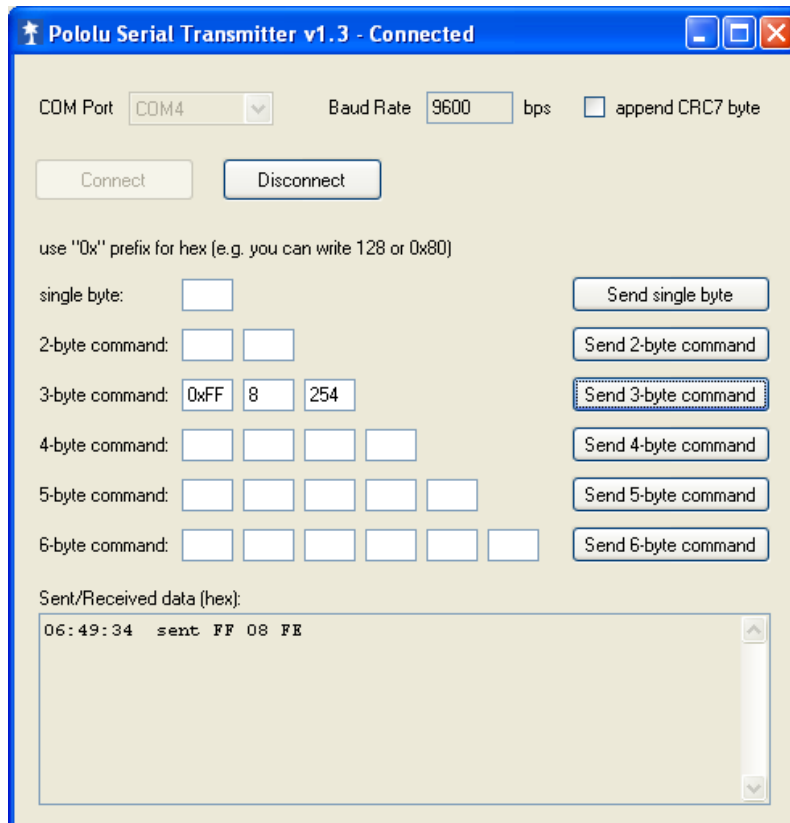 Pololu Serial Transmitter v1.3 - Connected
COM Port COM4 Baud Rate 9600 bps append CRC7 byte
Connect Disconnect
use "0x" prefix for hex (e.g. you can write 128 or 0x80)
single byte: Send single byte
2-byte command: Send 2-byte command
3-byte command: 0xFF 8 254 Send 3-byte command
4-byte command: Send 4-byte command
5-byte command: Send 5-byte command
6-byte command: Send 6-byte command
Sent/Received data (hex):
06:49:34 sent FF 08 FE